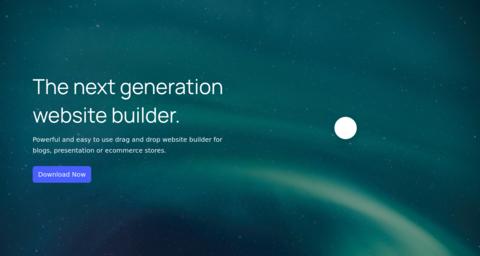 The next generation
website builder.
Powerful and easy to use drag and drop website builder for
blogs, presentation or ecommerce stores.
Download Now